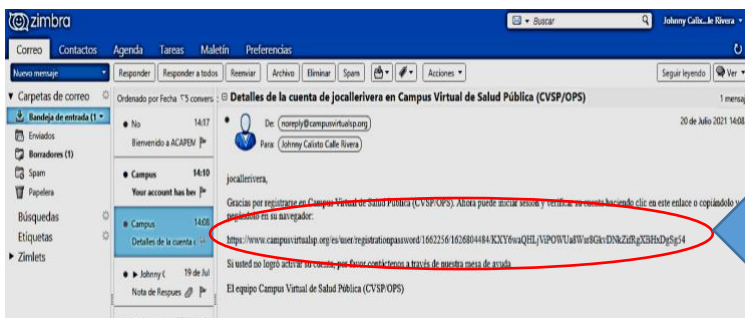 zimbra
Buscar
Johnny Calix...le Rivera
Correo Contactos Agenda Tareas Maletín Preferencias
Nuevo mensaje
Responder Responder a todos Reenviar Archivo Eliminar Spam Acciones Seguir leyendo Ver
Carpetas de correo
Bandeja de entrada (1
Enviados
Borradores (1)
Spam
Papelera
Búsquedas
Etiquetas
Zimlets
Ordenado por Fecha
No 14:17
Bienvenido a ACAPEM
Campus 14:10
Your account has bee
Campus 14:08
Detalles de la cuenta
Johnny C 19 de Jul
Nota de Respues
Detalles de la cuenta de jocallerivera en Campus Virtual de Salud Pública (CVSP/OPS)
1 mensaj
De: noreply@campusvirtualsp.org
20 de Julio 2021 14:08
Para: Johnny Calisto Calle Rivera
jocallerivera,
Gracias por registrarse en Campus Virtual de Salud Pública (CVSP/OPS). Ahora puede iniciar sesión y verificar su cuenta haciendo clic en este enlace o copiándolo y
pegándolo en su navegador:
https://www.campusvirtualsp.org/es/user/registrationpassword/1662256/1626804484/
Si usted no logró activar su cuenta, por favor contáctenos a través de nuestra mesa de ayuda
El equipo Campus Virtual de Salud Pública (CVSP/OPS)